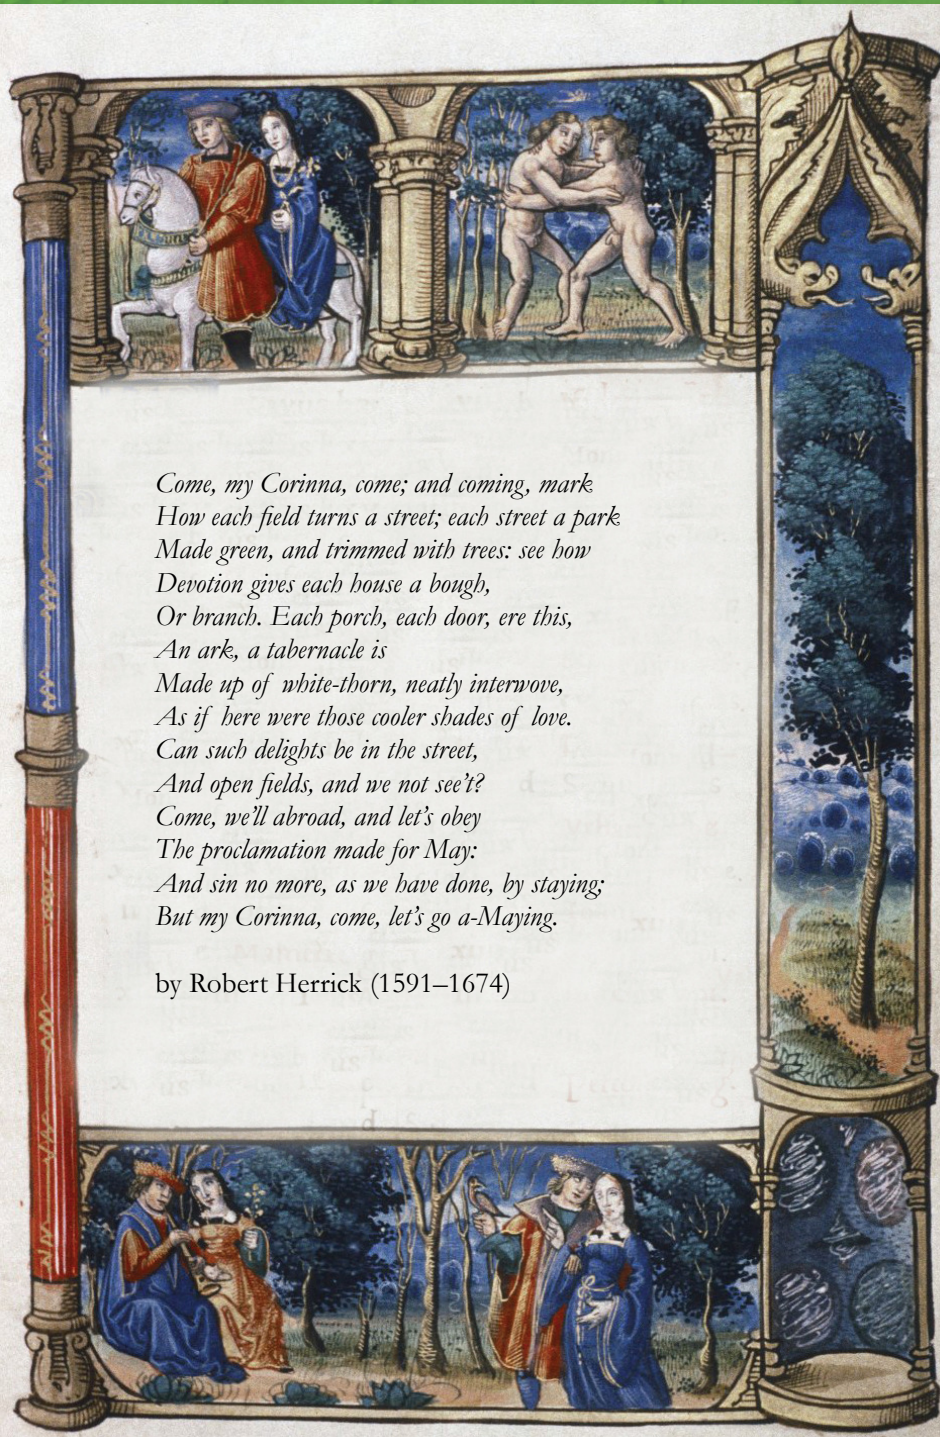 Come, my Corinna, come; and coming, mark
How each field turns a street; each street a park
Made green, and trimmed with trees: see how
Devotion gives each house a bough,
Or branch. Each porch, each door, ere this,
An ark, a tabernacle is
Made up of white-thorn, neatly interwove,
As if here were those cooler shades of love.
Can such delights be in the street,
And open fields, and we not see’t?
Come, we’ll abroad, and let’s obey
The proclamation made for May:
And sin no more, as we have done, by staying;
But my Corinna, come, let’s go a-Maying.
by Robert Herrick (1591–1674)